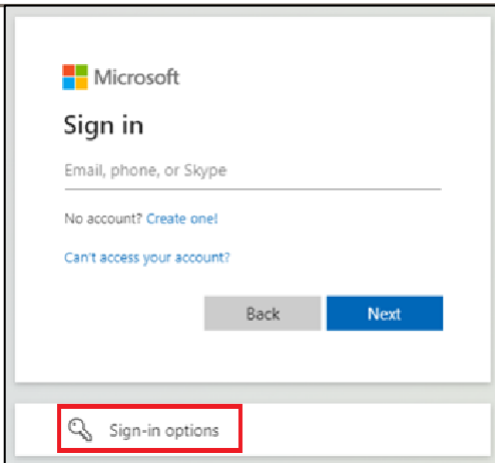 Microsoft
Sign in
Email, phone, or Skype
No account? Create one!
Can't access your account?
Back Next
Sign-in options